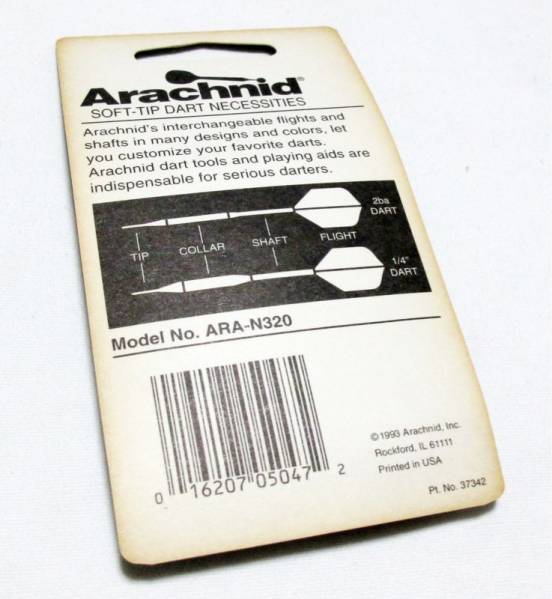 Arachnid®
SOFT-TIP DART NECESSITIES
Arachnid's interchangeable flights and
shafts in many designs and colors, let
you customize your favorite darts.
Arachnid dart tools and playing aids are
indispensable for serious darters.
2ba
DART
TIP COLLAR SHAFT FLIGHT
1/4"
DART
Model No. ARA-N320
©1993 Arachnid, Inc.
Rockford, IL 61111
Printed in USA
0 16207 05047 2
Pt. No. 37342